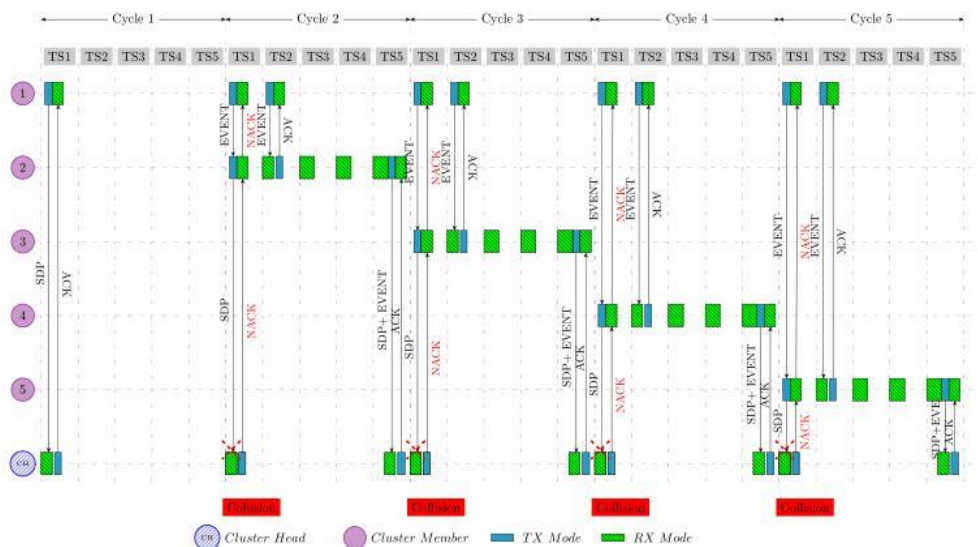 Cycle 1 Cycle 2 Cycle 3 Cycle 4 Cycle 5
TS1 TS2 TS3 TS4 TS5 TS1 TS2 TS3 TS4 TS5 TS1 TS2 TS3 TS4 TS5 TS1 TS2 TS3 TS4 TS5 TS1 TS2 TS3 TS4 TS5
1
EVENT NACK EVENT ACK
2
EVENT NACK EVENT ACK
EVENT NACK EVENT ACK
EVENT NACK EVENT ACK
3
SDP ACK
SDP NACK
4
SDP+ EVENT ACK SDP NACK
SDP+ EVENT ACK SDP NACK
SDP+ EVENT ACK SDP NACK
5
SDP+EVE ACK
CH
Collision Collision Collision Collision
CH Cluster Head Cluster Member TX Mode RX Mode